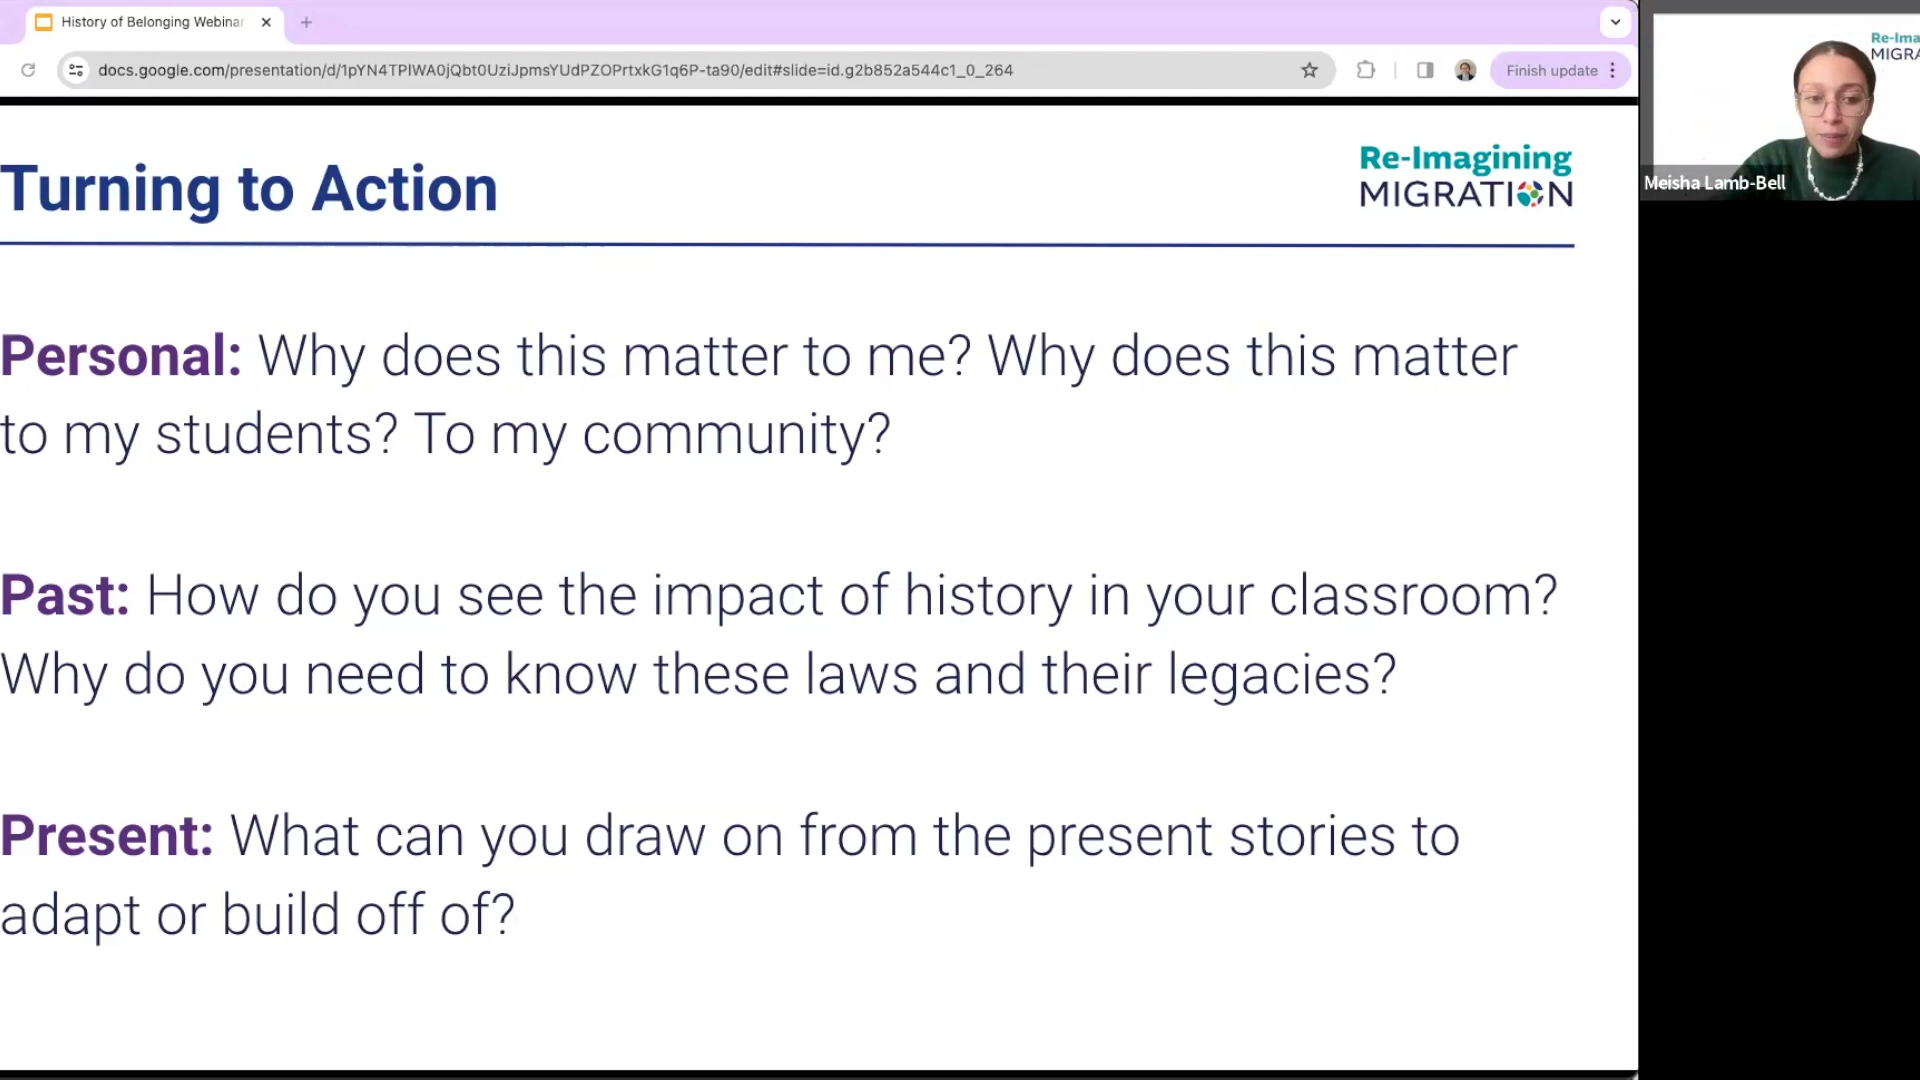 History of Belonging Webinar
docs.google.com/presentation/d/1pYN4TPlWA0jQbt0UziJpmsYUdPZOPrtxkG1q6P-ta90/edit#slide=id.g2b852a544c1_0_264
Finish update
Turning to Action
Re-Imagining
MIGRATION
Personal: Why does this matter to me? Why does this matter
to my students? To my community?
Past: How do you see the impact of history in your classroom?
Why do you need to know these laws and their legacies?
Present: What can you draw on from the present stories to
adapt or build off of?
Re-Ima
MIGRA
Meisha Lamb-Bell